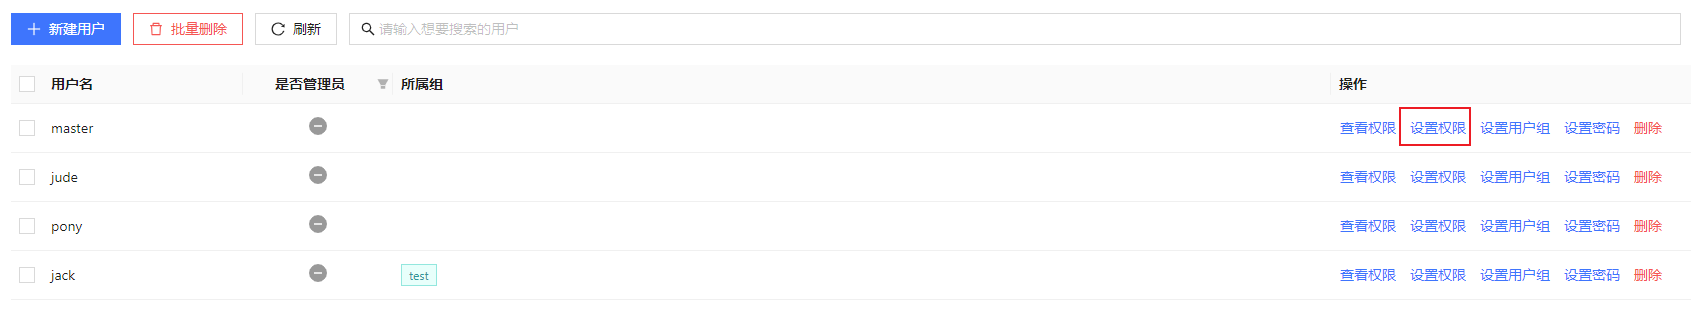 新建用户 批量删除 刷新 请输入想要搜索的用户
用户名 是否管理员 所属组 操作
master 查看权限 设置权限 设置用户组 设置密码 删除
jude 查看权限 设置权限 设置用户组 设置密码 删除
pony 查看权限 设置权限 设置用户组 设置密码 删除
jack test 查看权限 设置权限 设置用户组 设置密码 删除